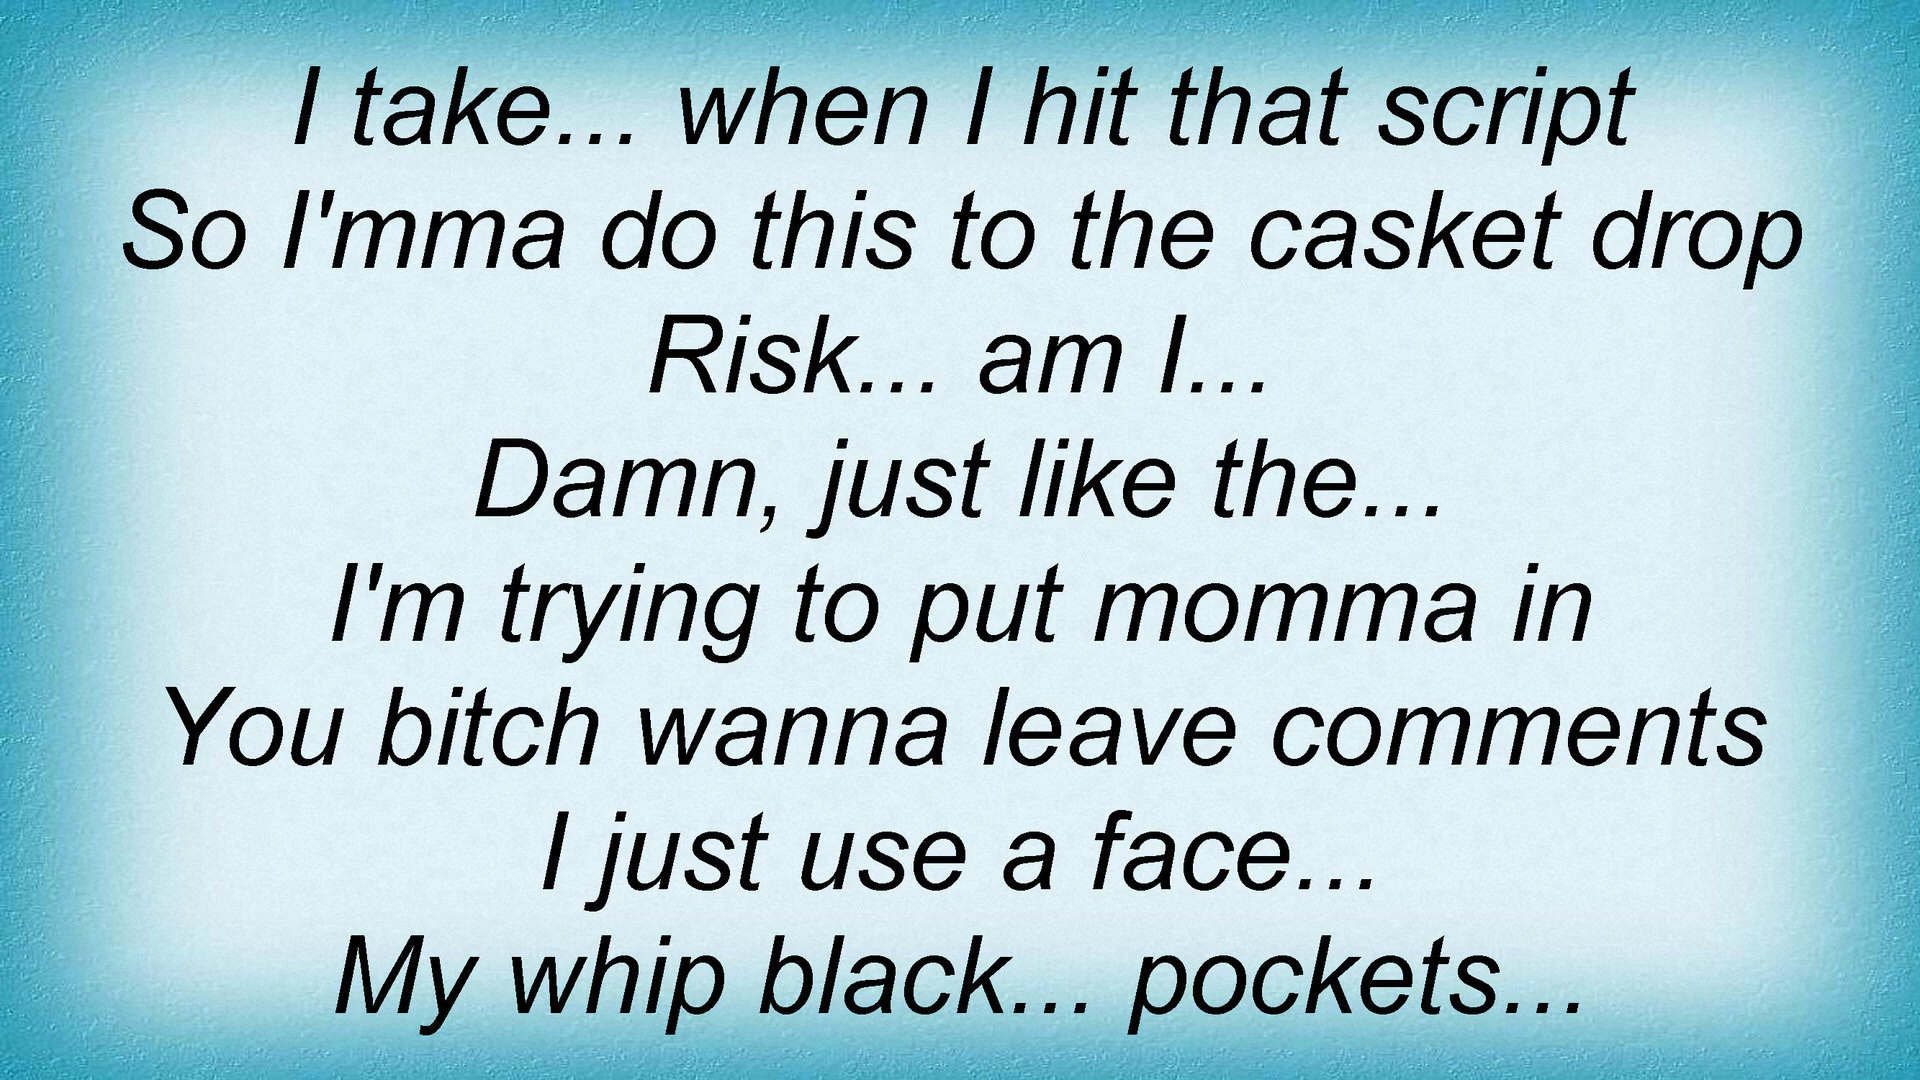 I take... when I hit that script
So I'mma do this to the casket drop
Risk... am I...
Damn, just like the...
I'm trying to put momma in
You bitch wanna leave comments
I just use a face...
My whip black... pockets...